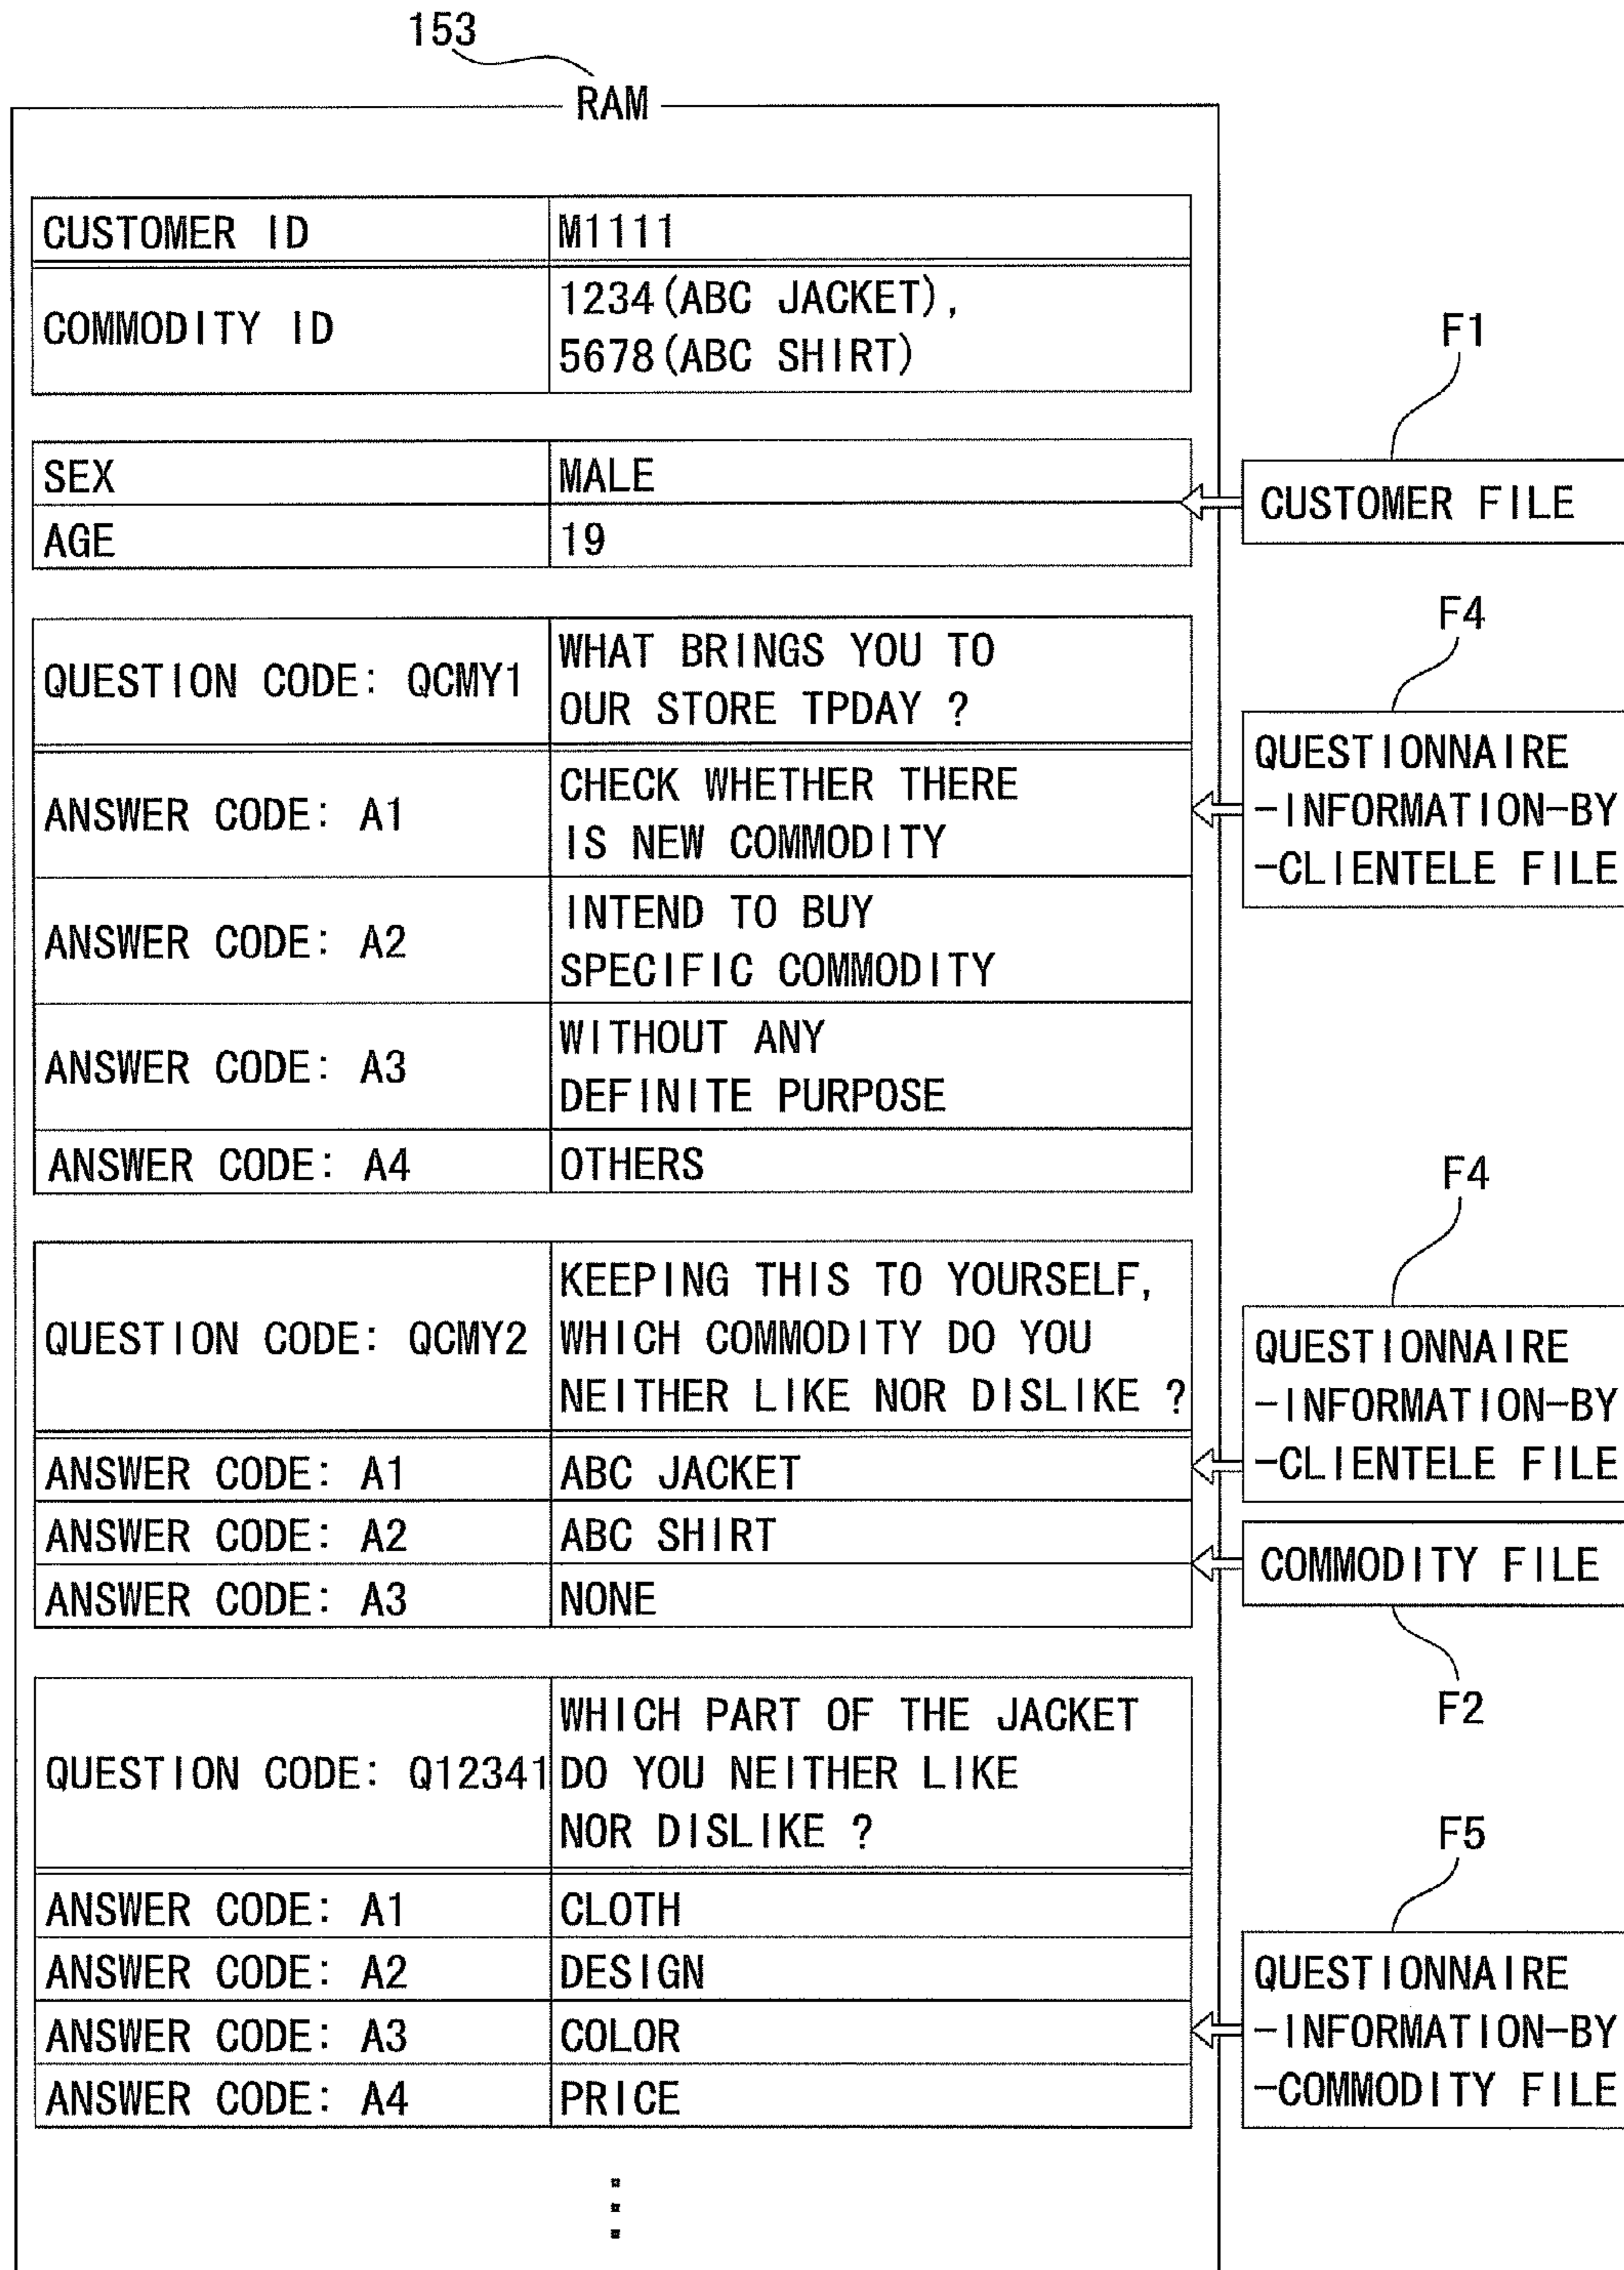 153
RAM
CUSTOMER ID
M1111
COMMODITY ID
1234(ABC JACKET),
5678(ABC SHIRT)
F1
SEX
MALE
AGE
19
CUSTOMER FILE
F4
QUESTION CODE: QCMY1
WHAT BRINGS YOU TO
OUR STORE TPDAY ?
ANSWER CODE: A1
CHECK WHETHER THERE
IS NEW COMMODITY
ANSWER CODE: A2
INTEND TO BUY
SPECIFIC COMMODITY
ANSWER CODE: A3
WITHOUT ANY
DEFINITE PURPOSE
ANSWER CODE: A4
OTHERS
QUESTIONNAIRE
-INFORMATION-BY
-CLIENTELE FILE
F4
QUESTION CODE: QCMY2
KEEPING THIS TO YOURSELF,
WHICH COMMODITY DO YOU
NEITHER LIKE NOR DISLIKE ?
ANSWER CODE: A1
ABC JACKET
ANSWER CODE: A2
ABC SHIRT
ANSWER CODE: A3
NONE
QUESTIONNAIRE
-INFORMATION-BY
-CLIENTELE FILE
COMMODITY FILE
F2
QUESTION CODE: Q12341
WHICH PART OF THE JACKET
DO YOU NEITHER LIKE
NOR DISLIKE ?
ANSWER CODE: A1
CLOTH
ANSWER CODE: A2
DESIGN
ANSWER CODE: A3
COLOR
ANSWER CODE: A4
PRICE
F5
QUESTIONNAIRE
-INFORMATION-BY
-COMMODITY FILE